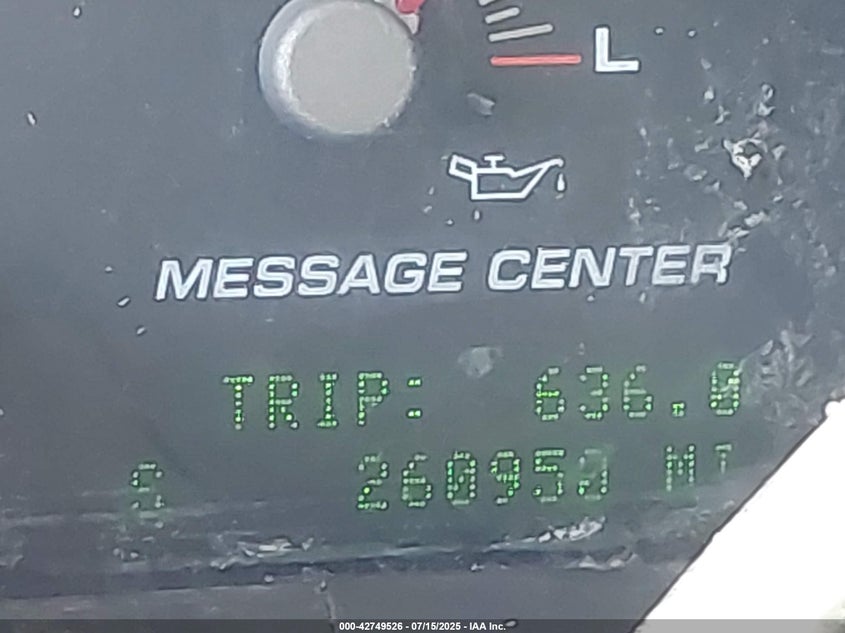 L
MESSAGE CENTER
TRIP: 636.0
S 260950 MI
000-42749526 - 07/15/2025 - IAA Inc.